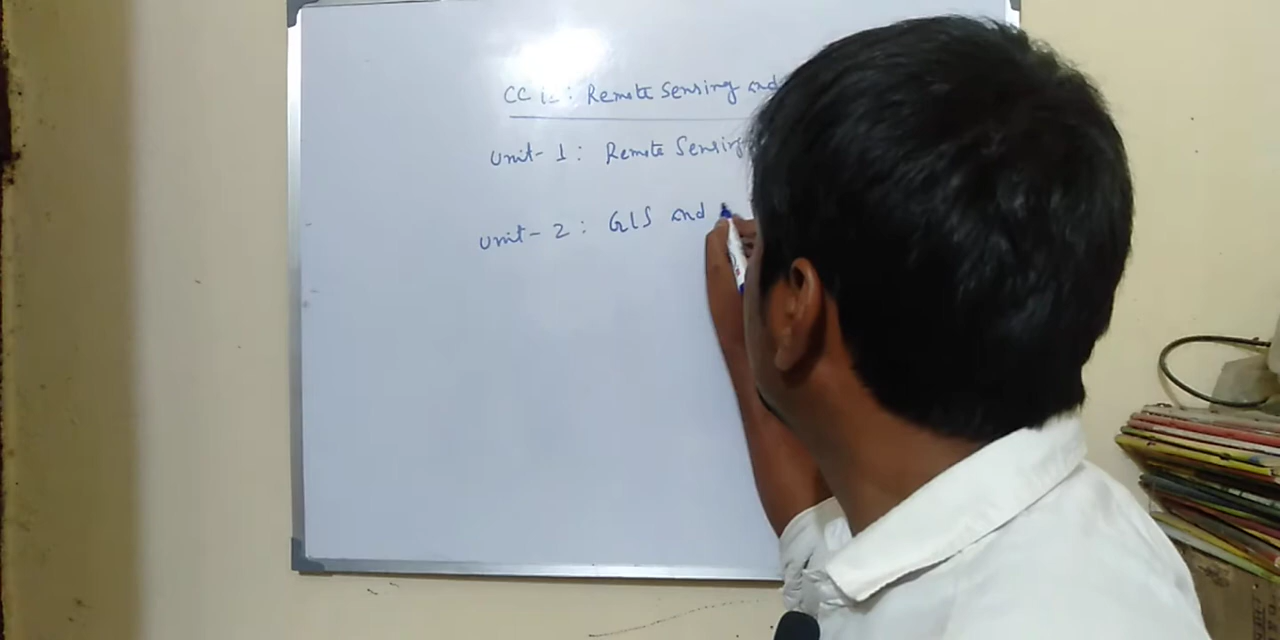 CC 12: Remote Sensing and
Unit- 1: Remote Sensing
Unit- 2: GIS and